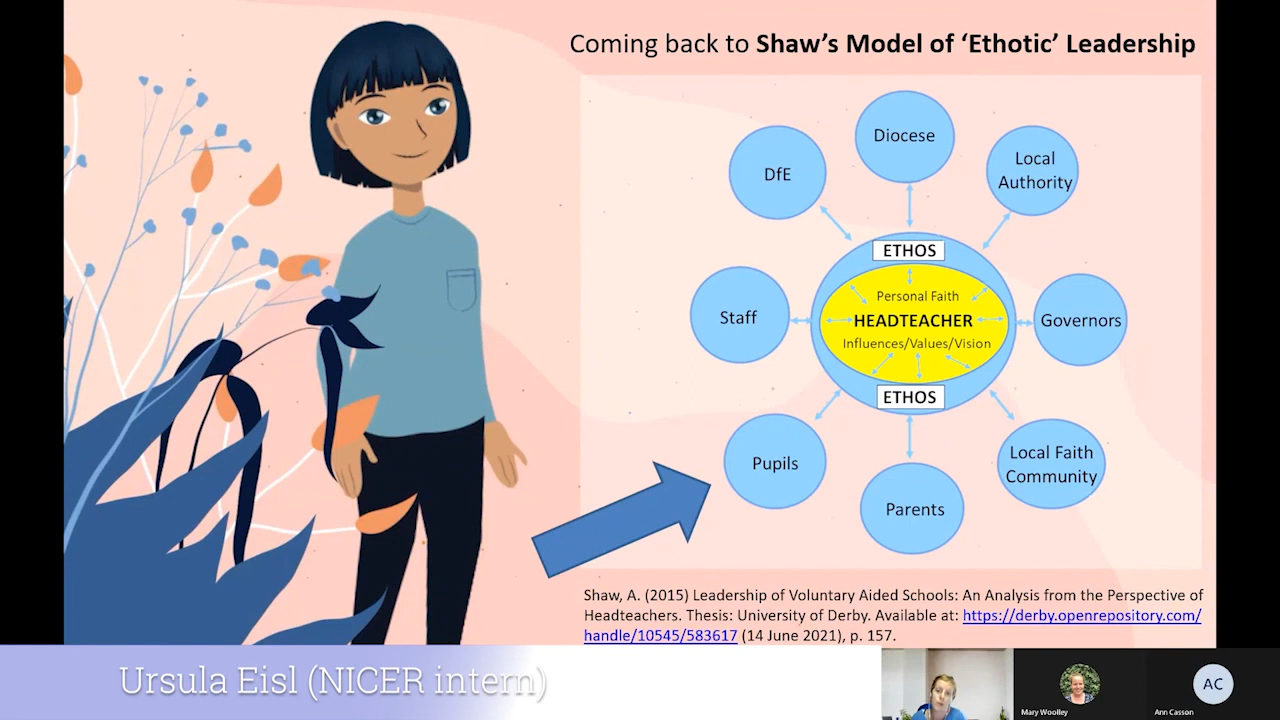 Coming back to Shaw's Model of 'Ethotic' Leadership
Diocese
DfE
Local
Authority
ETHOS
Personal Faith
Staff
HEADTEACHER
Governors
Influences/Values/Vision
ETHOS
Pupils
Local Faith
Community
Parents
Shaw, A. (2015) Leadership of Voluntary Aided Schools: An Analysis from the Perspective of
Headteachers. Thesis: University of Derby. Available at: https://derby.openrepository.com/
handle/10545/583617 (14 June 2021), p. 157.
Ursula Eisl (NICER intern)
AC
Mary Woolley
Ann Casson